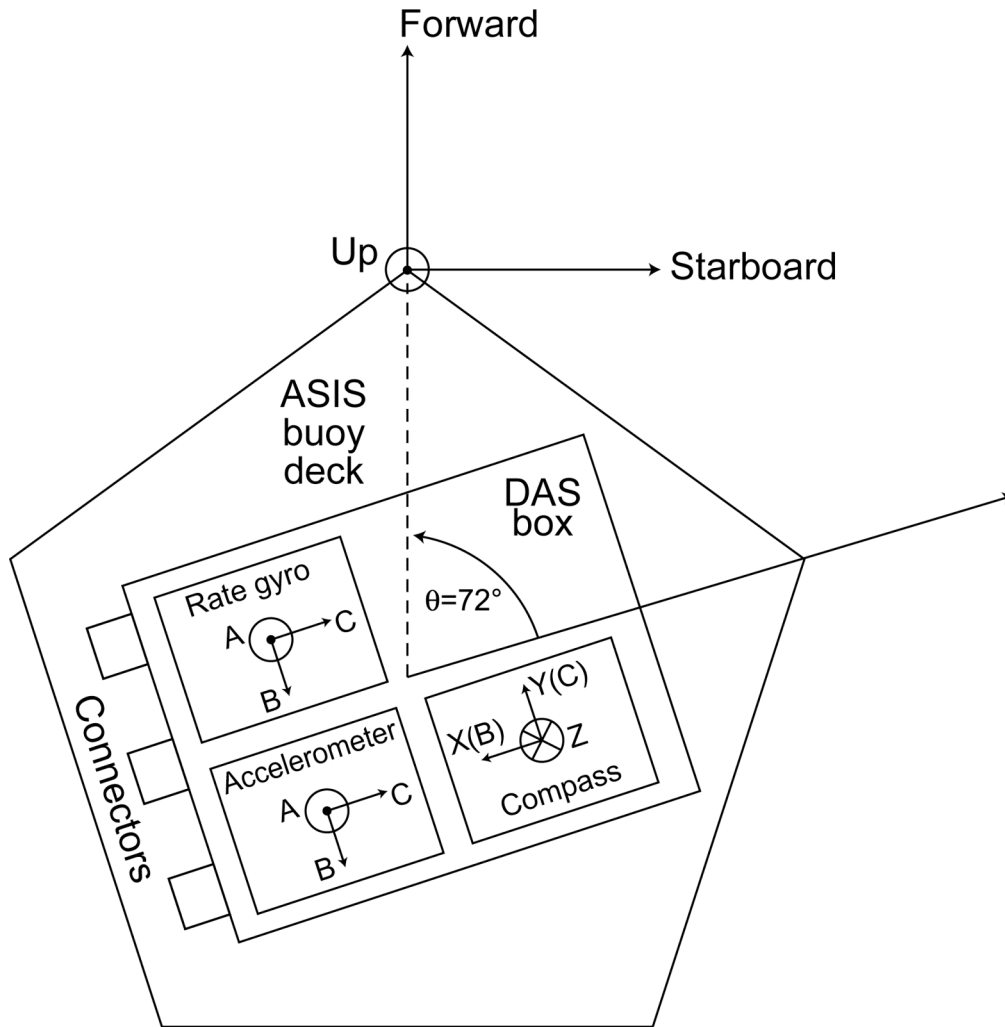 Forward
Up
Starboard
ASIS
buoy
deck
DAS
box
θ=72°
Rate gyro
A
C
B
Connectors
Accelerometer
A
C
B
Y(C)
X(B)
Z
Compass